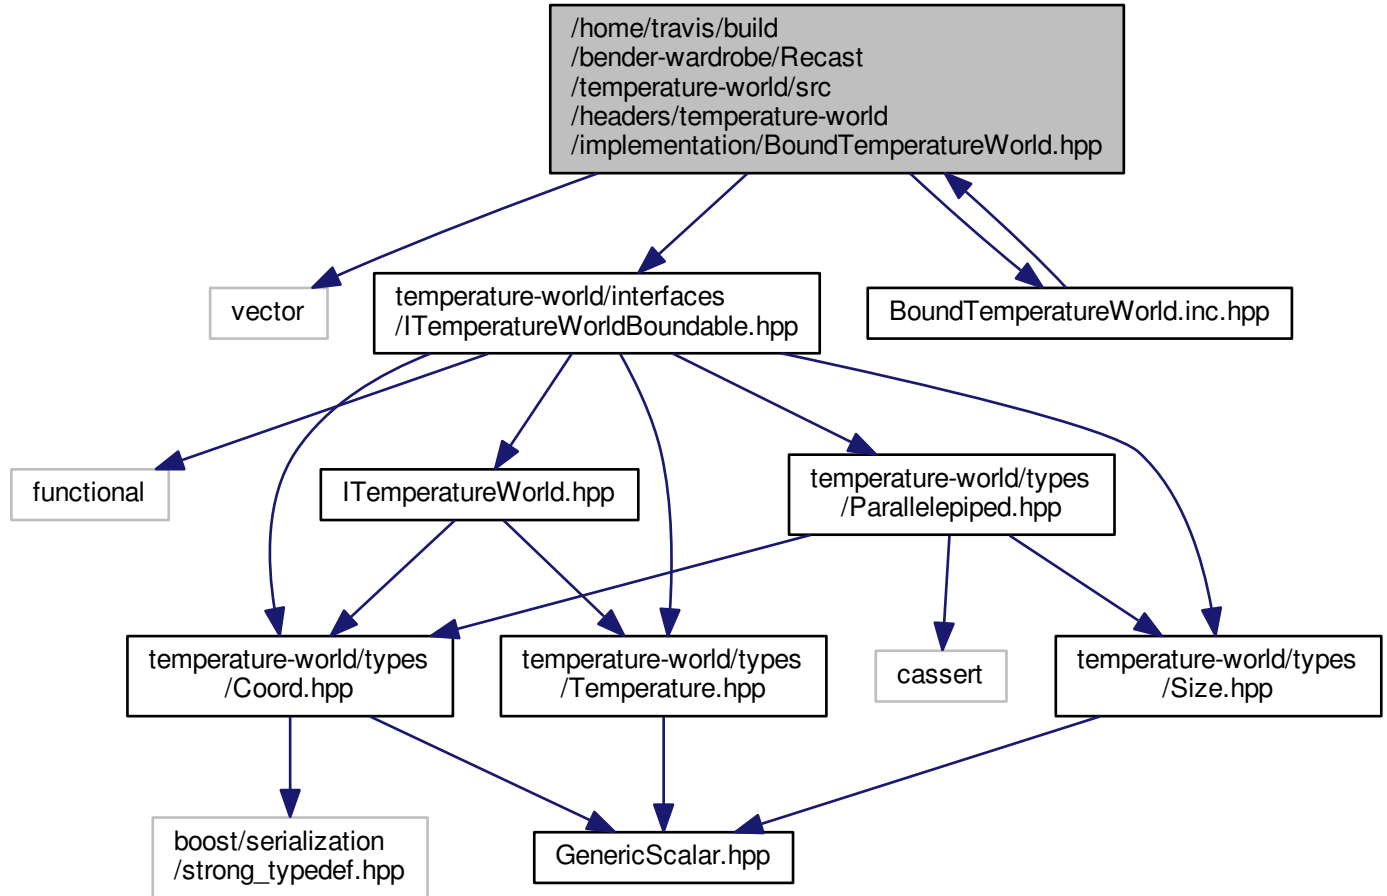 /home/travis/build
/bender-wardrobe/Recast
/temperature-world/src
/headers/temperature-world
/implementation/BoundTemperatureWorld.hpp
vector
temperature-world/interfaces
/ITemperatureWorldBoundable.hpp
BoundTemperatureWorld.inc.hpp
functional
ITemperatureWorld.hpp
temperature-world/types
/Parallelepiped.hpp
temperature-world/types
/Coord.hpp
temperature-world/types
/Temperature.hpp
cassert
temperature-world/types
/Size.hpp
boost/serialization
/strong_typedef.hpp
GenericScalar.hpp